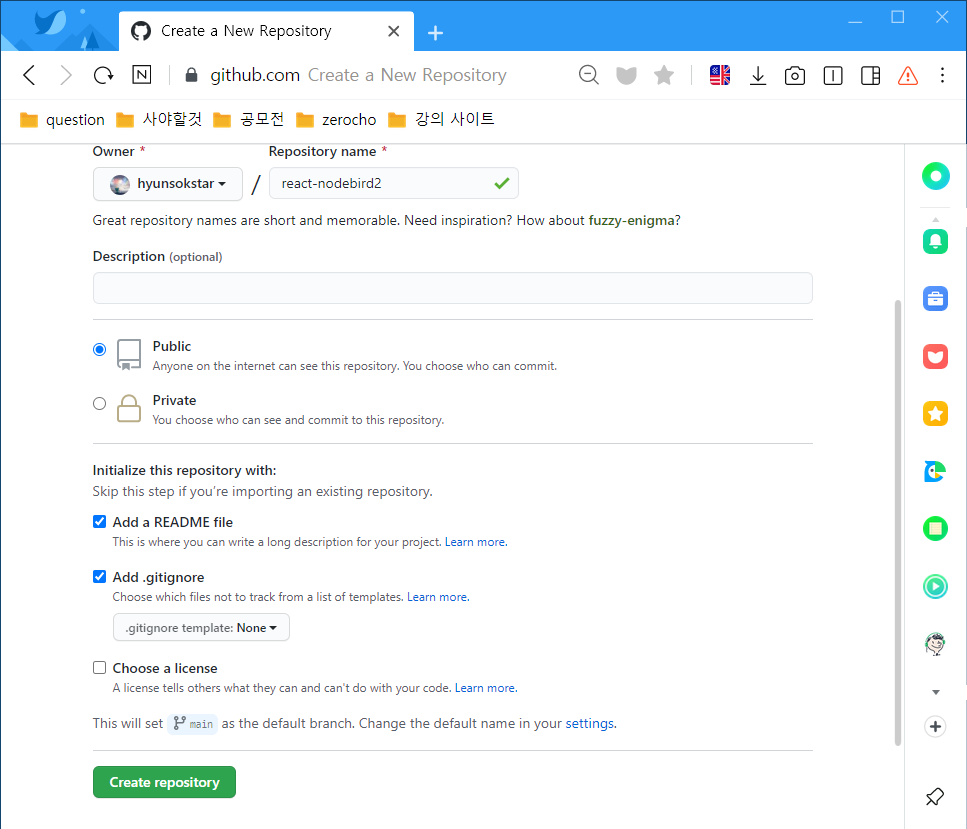 Create a New Repository
N
github.com Create a New Repository
question 사야할것 공모전 zerocho 강의 사이트
Owner * Repository name *
hyunsokstar / react-nodebird2
Great repository names are short and memorable. Need inspiration? How about fuzzy-enigma?
Description (optional)
Public
Anyone on the internet can see this repository. You choose who can commit.
Private
You choose who can see and commit to this repository.
Initialize this repository with:
Skip this step if you're importing an existing repository.
Add a README file
This is where you can write a long description for your project. Learn more.
Add .gitignore
Choose which files not to track from a list of templates. Learn more.
.gitignore template: None
Choose a license
A license tells others what they can and can't do with your code. Learn more.
This will set main as the default branch. Change the default name in your settings.
Create repository